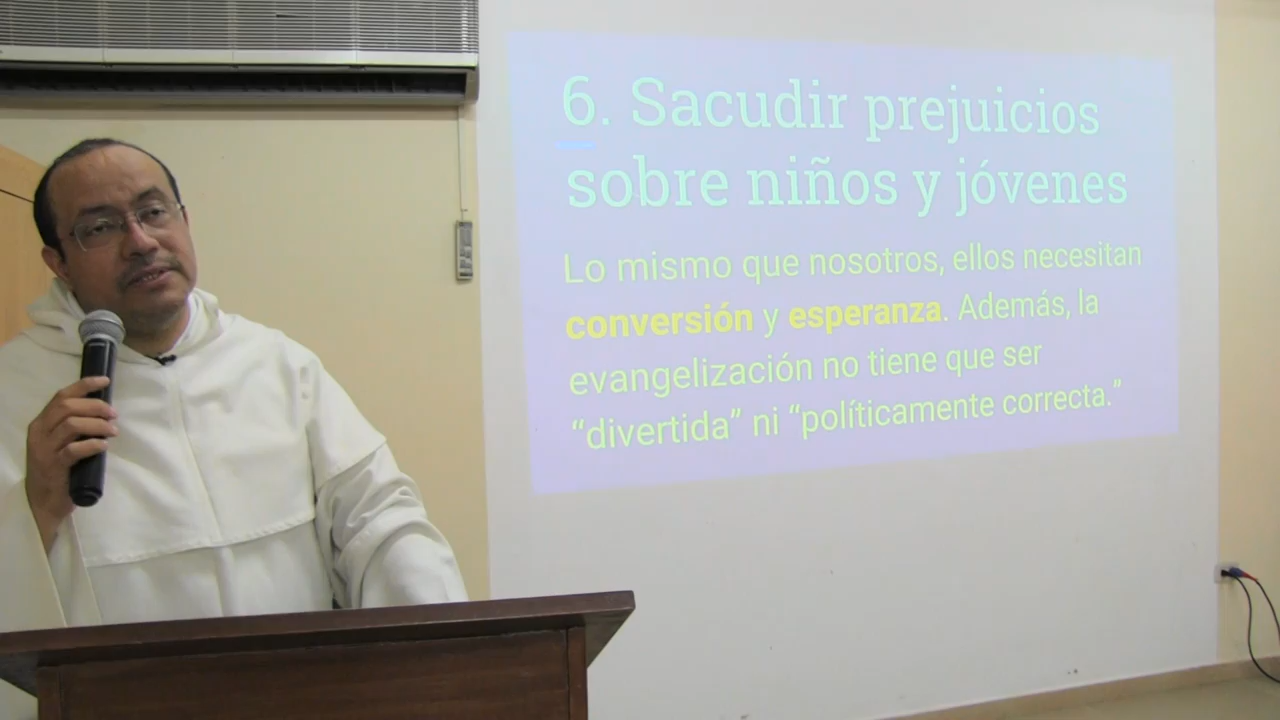 6. Sacudir prejuicios
sobre niños y jóvenes
Lo mismo que nosotros, ellos necesitan
conversión y esperanza. Además, la
evangelización no tiene que ser
“divertida” ni “políticamente correcta.”